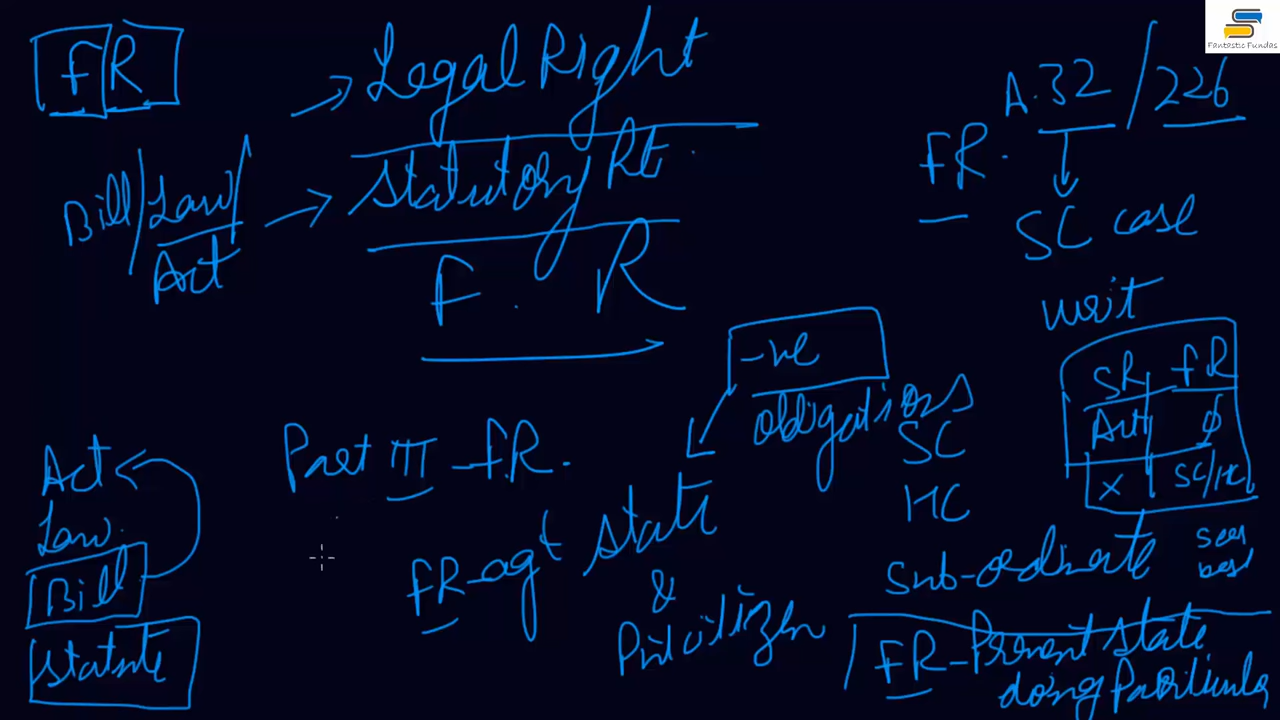 FR
→ Legal Right
Bill/Law/Act → Statutory Rt
F. R
A.32/226
FR.
SC case
writ
SR FR
Act φ
X SC/HC
-ve
obligations
SC
HC
Sub-ordinate
Part III - FR.
FR-agt State
&
Act
Law.
Bill
Statute
FR-Prevent State
doing Particular
Fantastic Fundas